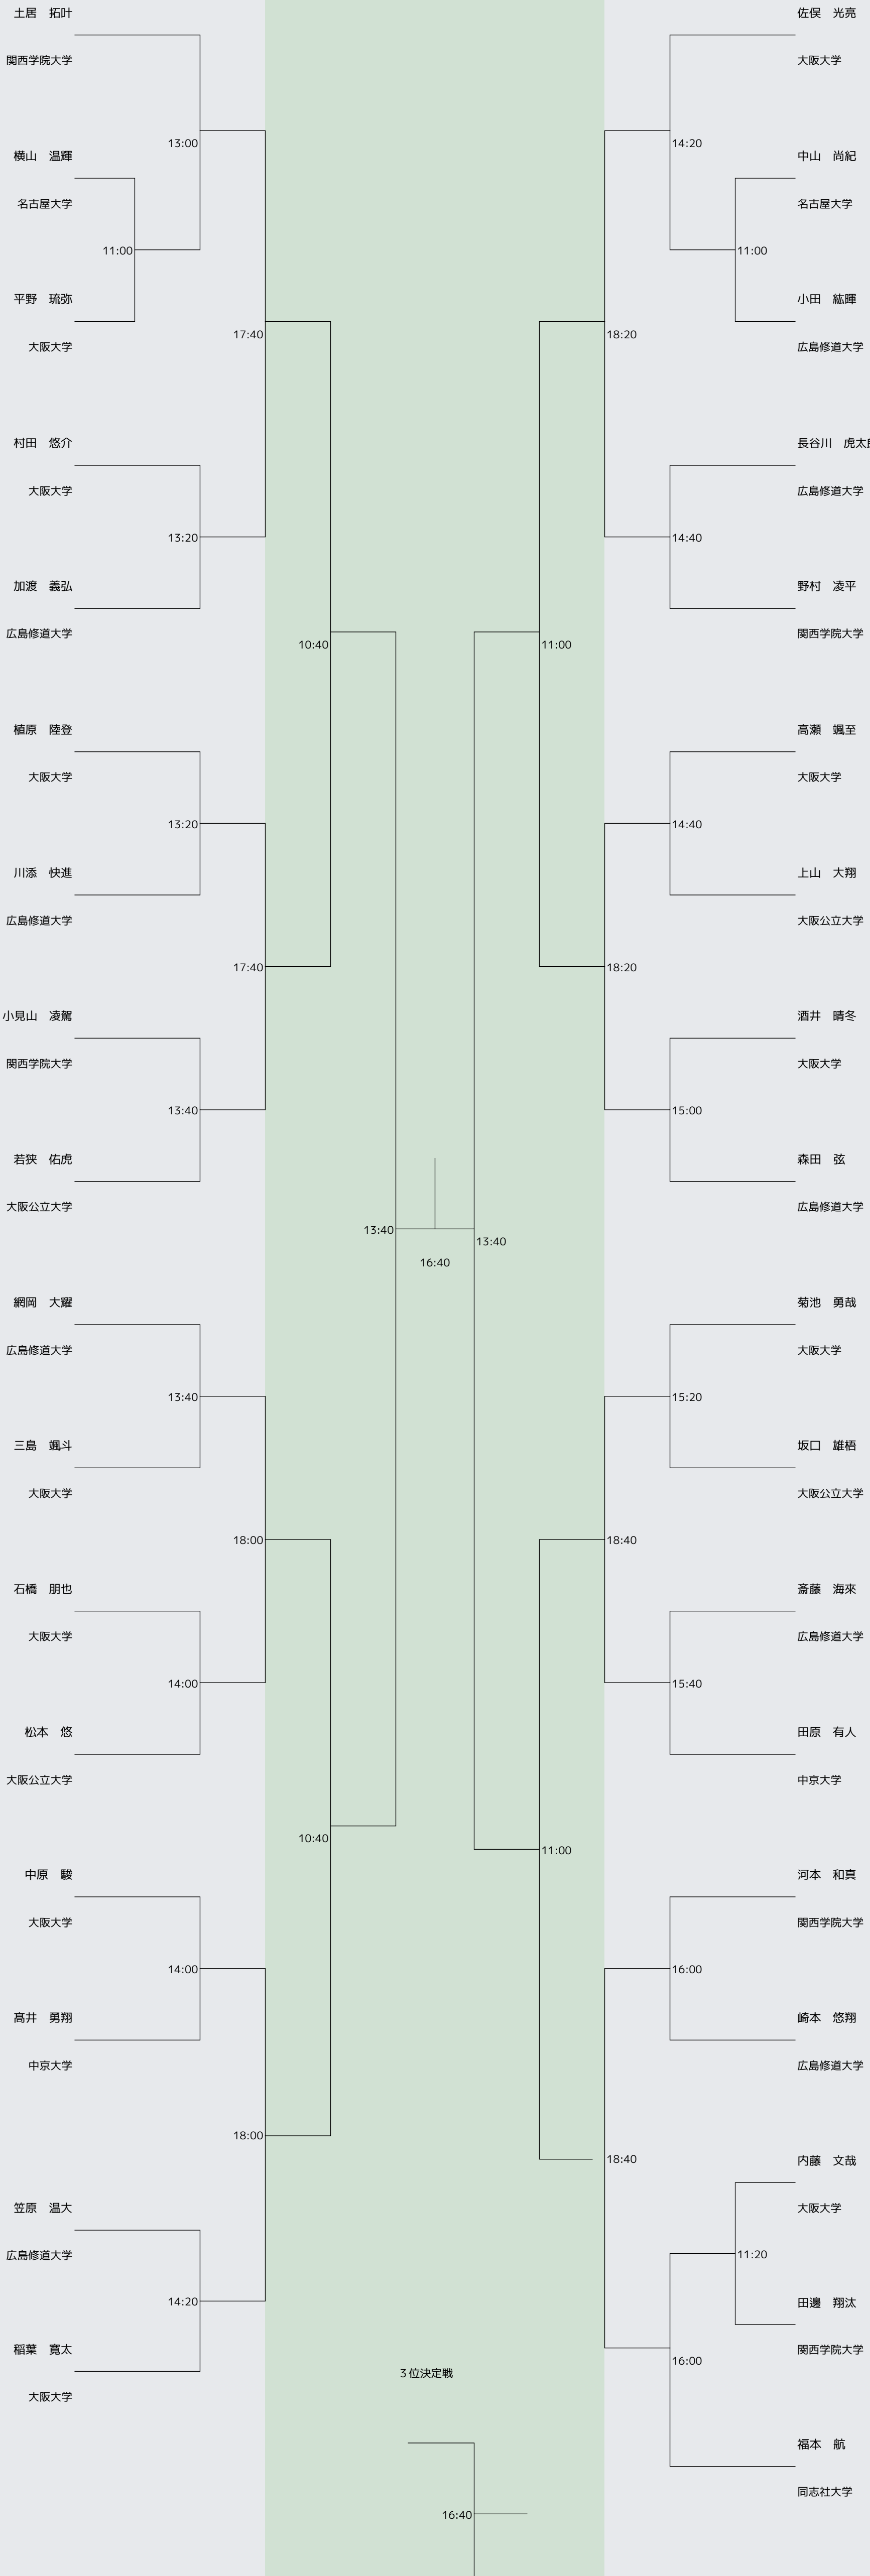 土居　拓叶
関西学院大学
13:00
横山　温輝
名古屋大学
11:00
平野　琉弥
大阪大学
17:40
村田　悠介
大阪大学
13:20
加渡　義弘
広島修道大学
10:40
植原　陸登
大阪大学
13:20
川添　快進
広島修道大学
17:40
小見山　凌駕
関西学院大学
13:40
若狭　佑虎
大阪公立大学
13:40
網岡　大耀
広島修道大学
13:40
三島　颯斗
大阪大学
18:00
石橋　朋也
大阪大学
14:00
松本　悠
大阪公立大学
10:40
中原　駿
大阪大学
14:00
髙井　勇翔
中京大学
18:00
笠原　温大
広島修道大学
14:20
稲葉　寛太
大阪大学
16:40
佐俣　光亮
大阪大学
14:20
中山　尚紀
名古屋大学
11:00
小田　紘暉
広島修道大学
18:20
長谷川　虎太
広島修道大学
14:40
野村　凌平
関西学院大学
11:00
高瀬　颯至
大阪大学
14:40
上山　大翔
大阪公立大学
18:20
酒井　晴冬
大阪大学
15:00
森田　弦
広島修道大学
13:40
菊池　勇哉
大阪大学
15:20
坂口　雄梧
大阪公立大学
18:40
斎藤　海來
広島修道大学
15:40
田原　有人
中京大学
11:00
河本　和真
関西学院大学
16:00
崎本　悠翔
広島修道大学
18:40
内藤　文哉
大阪大学
11:20
田邊　翔汰
関西学院大学
16:00
福本　航
同志社大学
３位決定戦
16:40